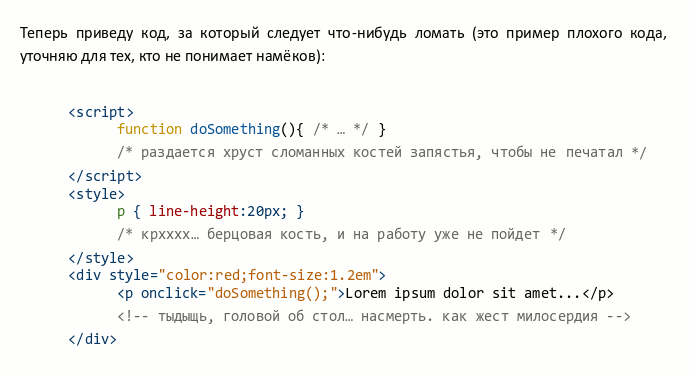 Теперь приведу код, за который следует что-нибудь ломать (это пример плохого кода,
уточняю для тех, кто не понимает намёков):
<script>
function doSomething(){ /* … */ }
/* раздается хруст сломанных костей запястья, чтобы не печатал */
</script>
<style>
p { line-height:20px; }
/* крхххх… берцовая кость, и на работу уже не пойдет */
</style>
<div style="color:red;font-size:1.2em">
<p onclick="doSomething();">Lorem ipsum dolor sit amet...</p>
<!-- тыдыщь, головой об стол… насмерть. как жест милосердия -->
</div>